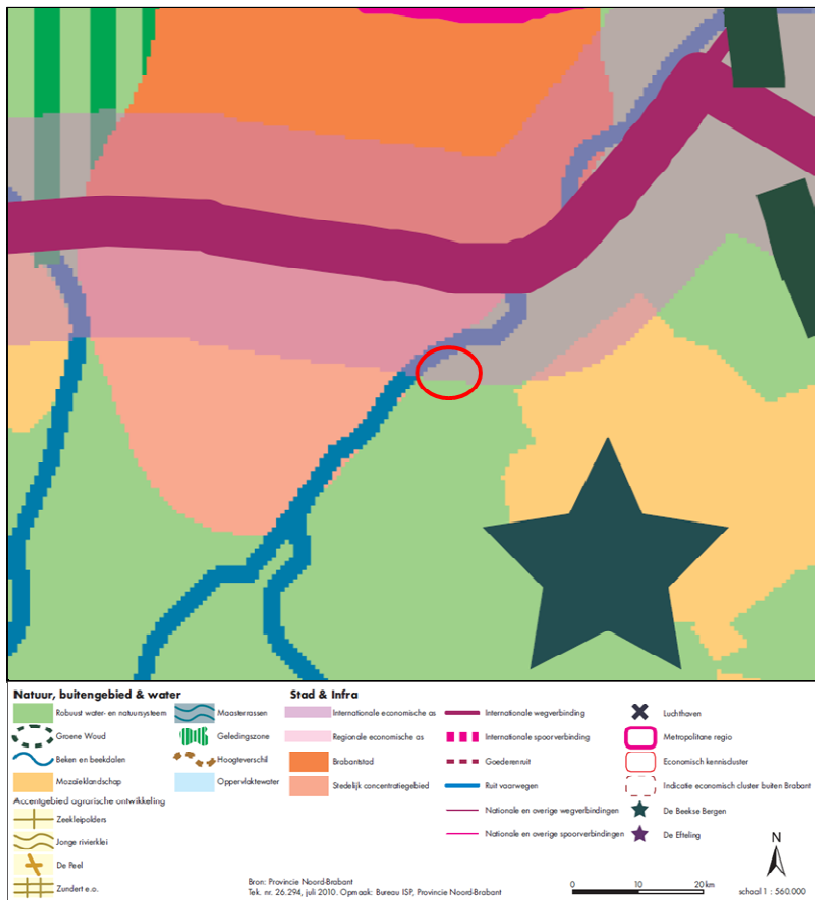 Natuur, buitengebied & water
Robuust water- en natuursysteem
Groene Woud
Beken en beekdalen
Mozaïeklandschap
Accentgebied agrarische ontwikkeling
Zeekleipolders
Jonge rivierklei
De Peel
Zundert e.o.
Maasterrassen
Geledingszone
Hoogteverschil
Oppervlaktewater
Stad & Infra
Internationale economische as
Regionale economische as
Brabantstad
Stedelijk concentratiegebied
Internationale wegverbinding
Internationale spoorverbinding
Goederenruit
Ruit vaarwegen
Nationale en overige wegverbindingen
Nationale en overige spoorverbindingen
Luchthaven
Metropolitane regio
Economisch kennisduster
Indicatie economisch cluster buiten Brabant
De Beekse Bergen
De Efteling
Bron: Provincie Noord-Brabant
Tek. nr. 26.294, juli 2010. Opmaak: Bureau ISP, Provincie Noord-Brabant
0 10 20km
N
schaal 1 : 560.000